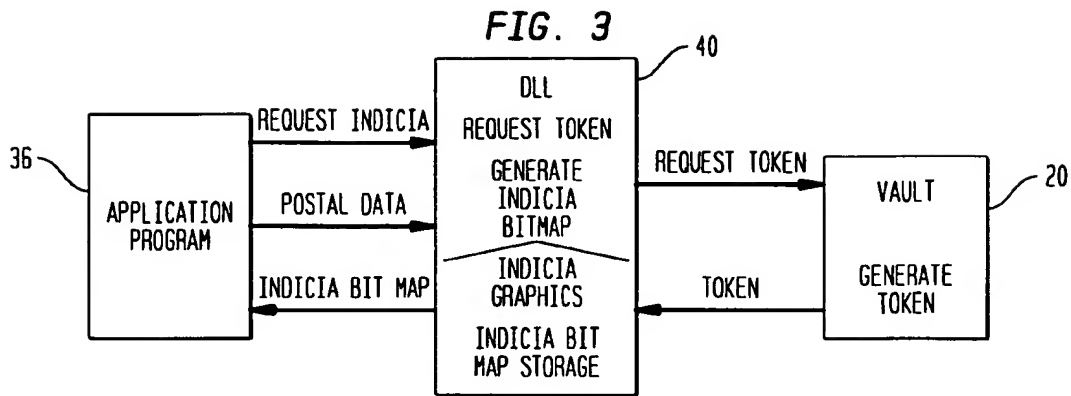 FIG. 3
36
APPLICATION
PROGRAM
REQUEST INDICIA
POSTAL DATA
INDICIA BIT MAP
40
DLL
REQUEST TOKEN
GENERATE
INDICIA
BITMAP
INDICIA
GRAPHICS
INDICIA BIT
MAP STORAGE
REQUEST TOKEN
TOKEN
20
VAULT
GENERATE
TOKEN